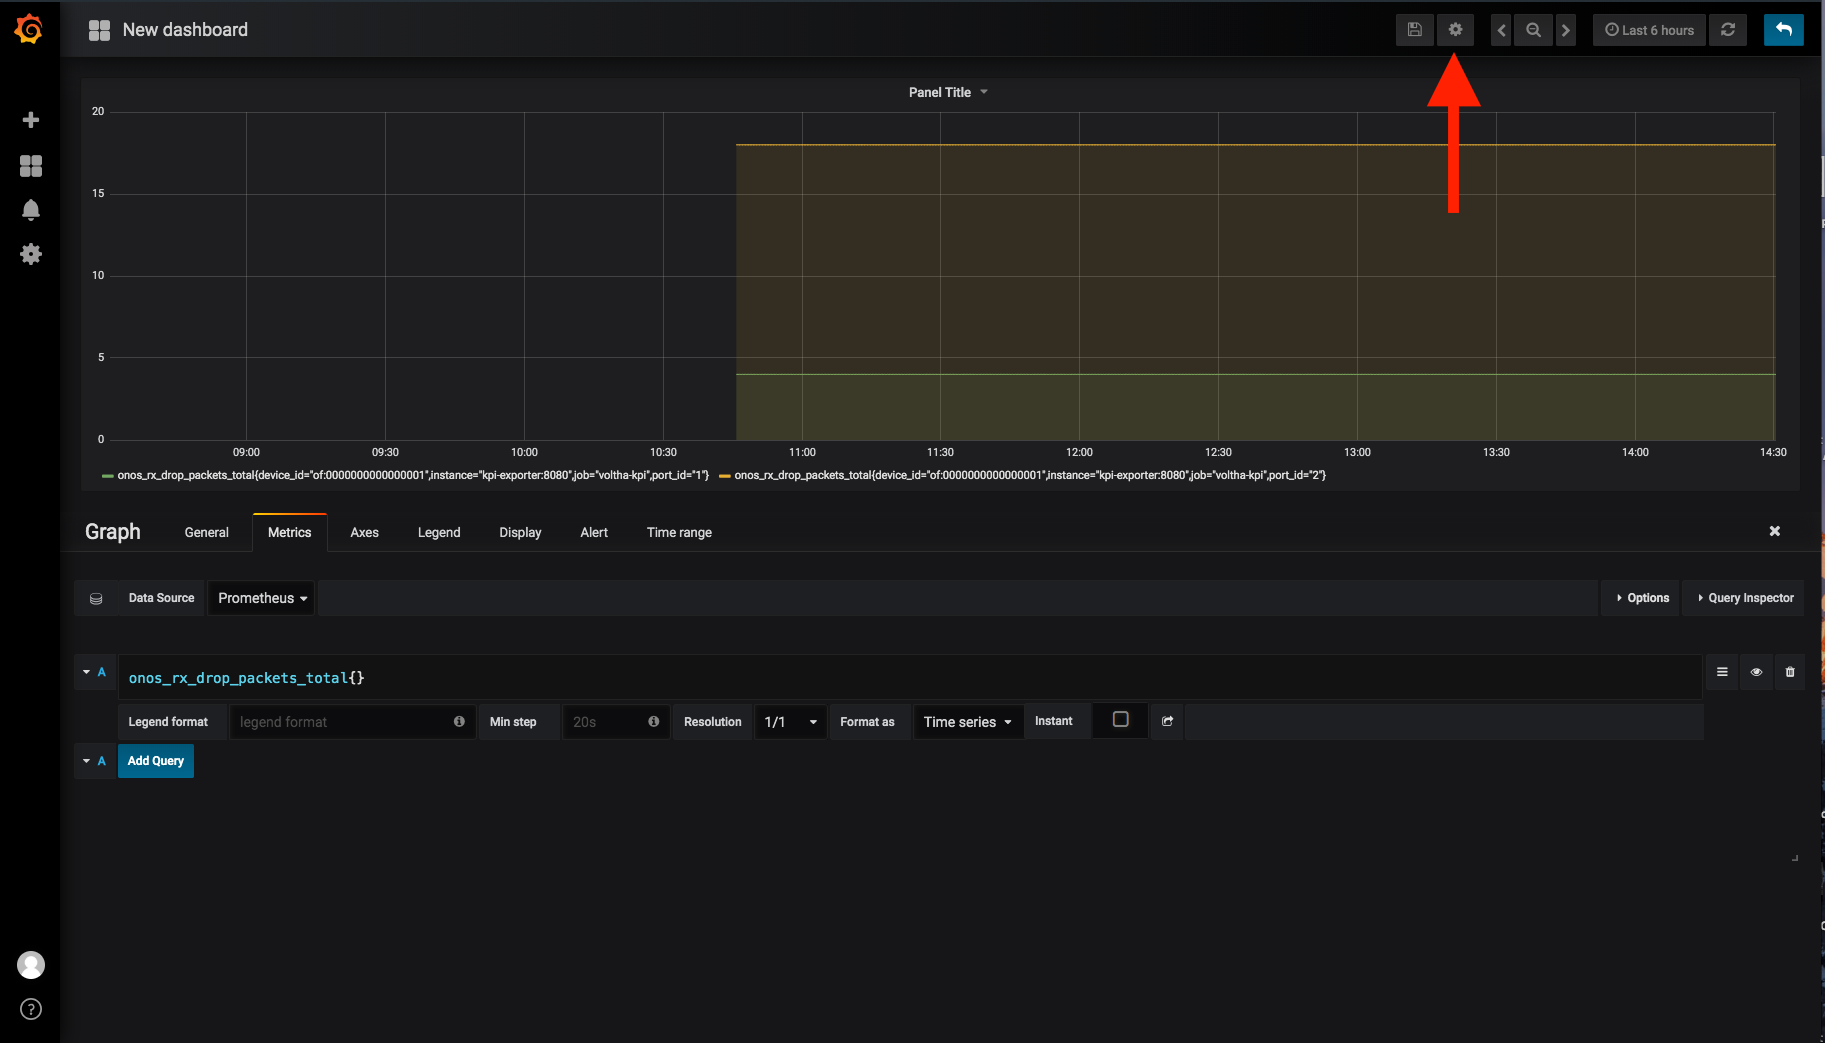 New dashboard
Last 6 hours
Panel Title
20
15
10
5
0
09:00 09:30 10:00 10:30 11:00 11:30 12:00 12:30 13:00 13:30 14:00 14:30
onos_rx_drop_packets_total{device_id="of:0000000000000001",instance="kpi-exporter:8080",job="voltha-kpi",port_id="1"} onos_rx_drop_packets_total{device_id="of:0000000000000001",instance="kpi-exporter:8080",job="voltha-kpi",port_id="2"}
Graph General Metrics Axes Legend Display Alert Time range
Data Source Prometheus Options Query Inspector
A onos_rx_drop_packets_total{}
Legend format legend format Min step 20s Resolution 1/1 Format as Time series Instant
A Add Query